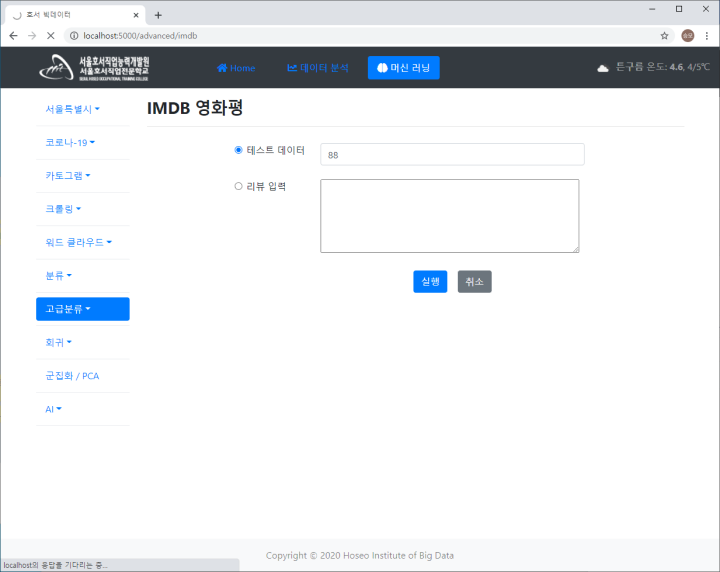 호서 빅데이터
localhost:5000/advanced/imdb
서울호서직업능력개발원
서울호서직업전문학교
SEOUL HOSEO OCCUPATIONAL TRAINING COLLEGE
Home
데이터 분석
머신 러닝
튼구름 온도: 4.6, 4/5℃
서울특별시
코로나-19
카토그램
크롤링
워드 클라우드
분류
고급분류
회귀
군집화 / PCA
AI
IMDB 영화평
테스트 데이터
88
리뷰 입력
실행
취소
Copyright © 2020 Hoseo Institute of Big Data
localhost의 응답을 기다리는 중...